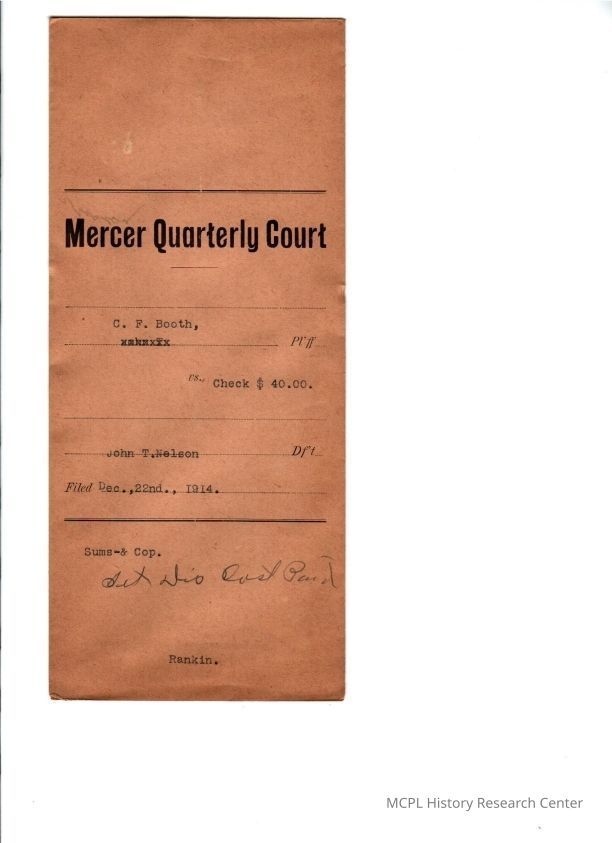 Mercer Quarterly Court
C. F. Booth,
Pl'ff
vs., Check $ 40.00.
John T.Nelson Df't
Filed Dec.,22nd., 1914.
Sums-& Cop.
Set Dis Cost Paid
Rankin.
MCPL History Research Center